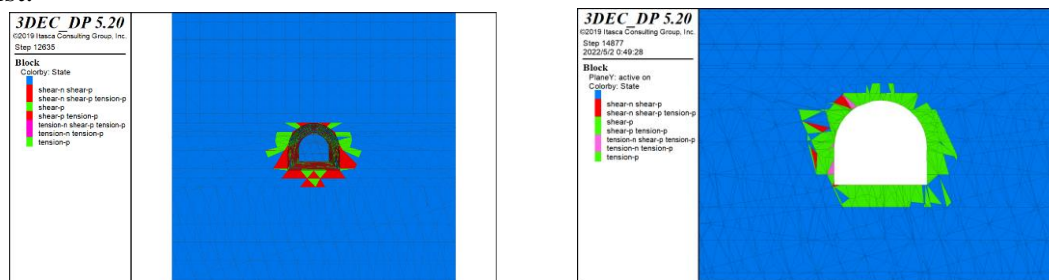 3DEC_DP 5.20
©2019 Itasca Consulting Group, Inc.
Step 12635
Block
Colorby: State
shear-n shear-p
shear-n shear-p tension-p
shear-p
shear-p tension-p
tension-n shear-p tension-p
tension-n tension-p
tension-p
3DEC_DP 5.20
©2019 Itasca Consulting Group, Inc.
Step 14877
2022/5/2 0:49:28
Block
PlaneY: active on
Colorby: State
shear-n shear-p
shear-n shear-p tension-p
shear-p
shear-p tension-p
tension-n shear-p tension-p
tension-n tension-p
tension-p